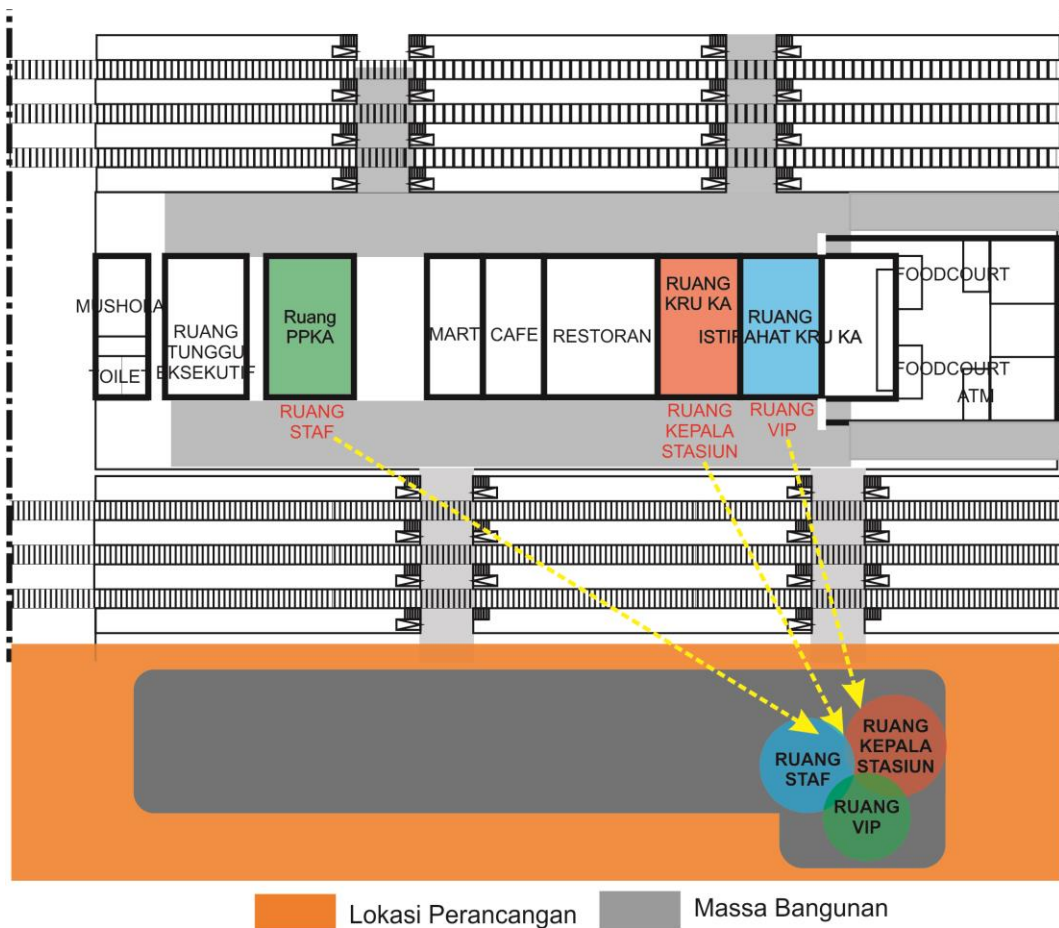 MUSHOLA
TOILET
RUANG
TUNGGU
EKSEKUTIF
Ruang
PPKA
MART
CAFE
RESTORAN
RUANG
KRU KA
RUANG
ISTIRAHAT KRU KA
FOODCOURT
FOODCOURT
ATM
RUANG
STAF
RUANG
KEPALA
STASIUN
RUANG
VIP
RUANG
STAF
RUANG
KEPALA
STASIUN
RUANG
VIP
Lokasi Perancangan
Massa Bangunan